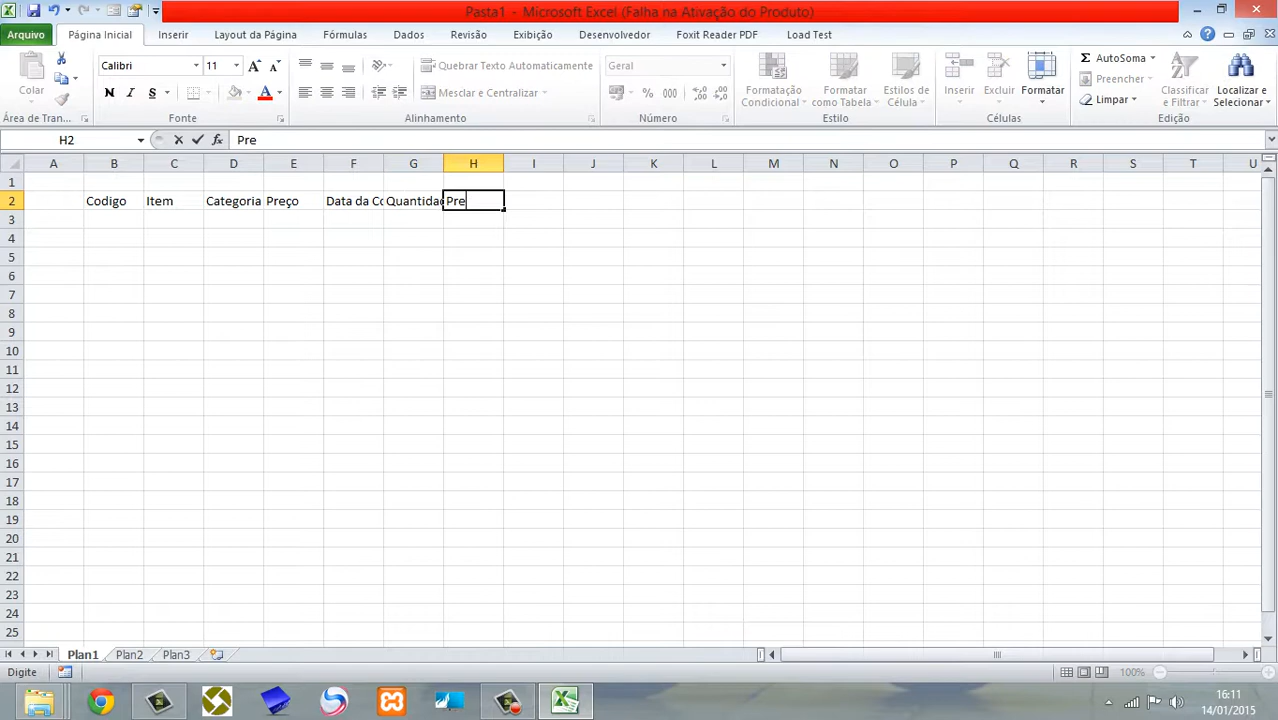 Pasta1 - Microsoft Excel (Falha na Ativação do Produto)
Arquivo Página Inicial Inserir Layout da Página Fórmulas Dados Revisão Exibição Desenvolvedor Foxit Reader PDF Load Test
Calibri 11 Quebrar Texto Automaticamente Geral AutoSoma
Preencher
Colar N I S A Mesclar e Centralizar % 000 Formatação Condicional Formatar como Tabela Estilos de Célula Inserir Excluir Formatar Limpar Classificar e Filtrar Localizar e Selecionar
Área de Tran... Fonte Alinhamento Número Estilo Células Edição
H2 fx Pre
A B C D E F G H I J K L M N O P Q R S T U
1
2 Codigo Item Categoria Preço Data da Co Quantidad Pre
3
4
5
6
7
8
9
10
11
12
13
14
15
16
17
18
19
20
21
22
23
24
25
Plan1 Plan2 Plan3
Digite 100%
16:11
14/01/2015